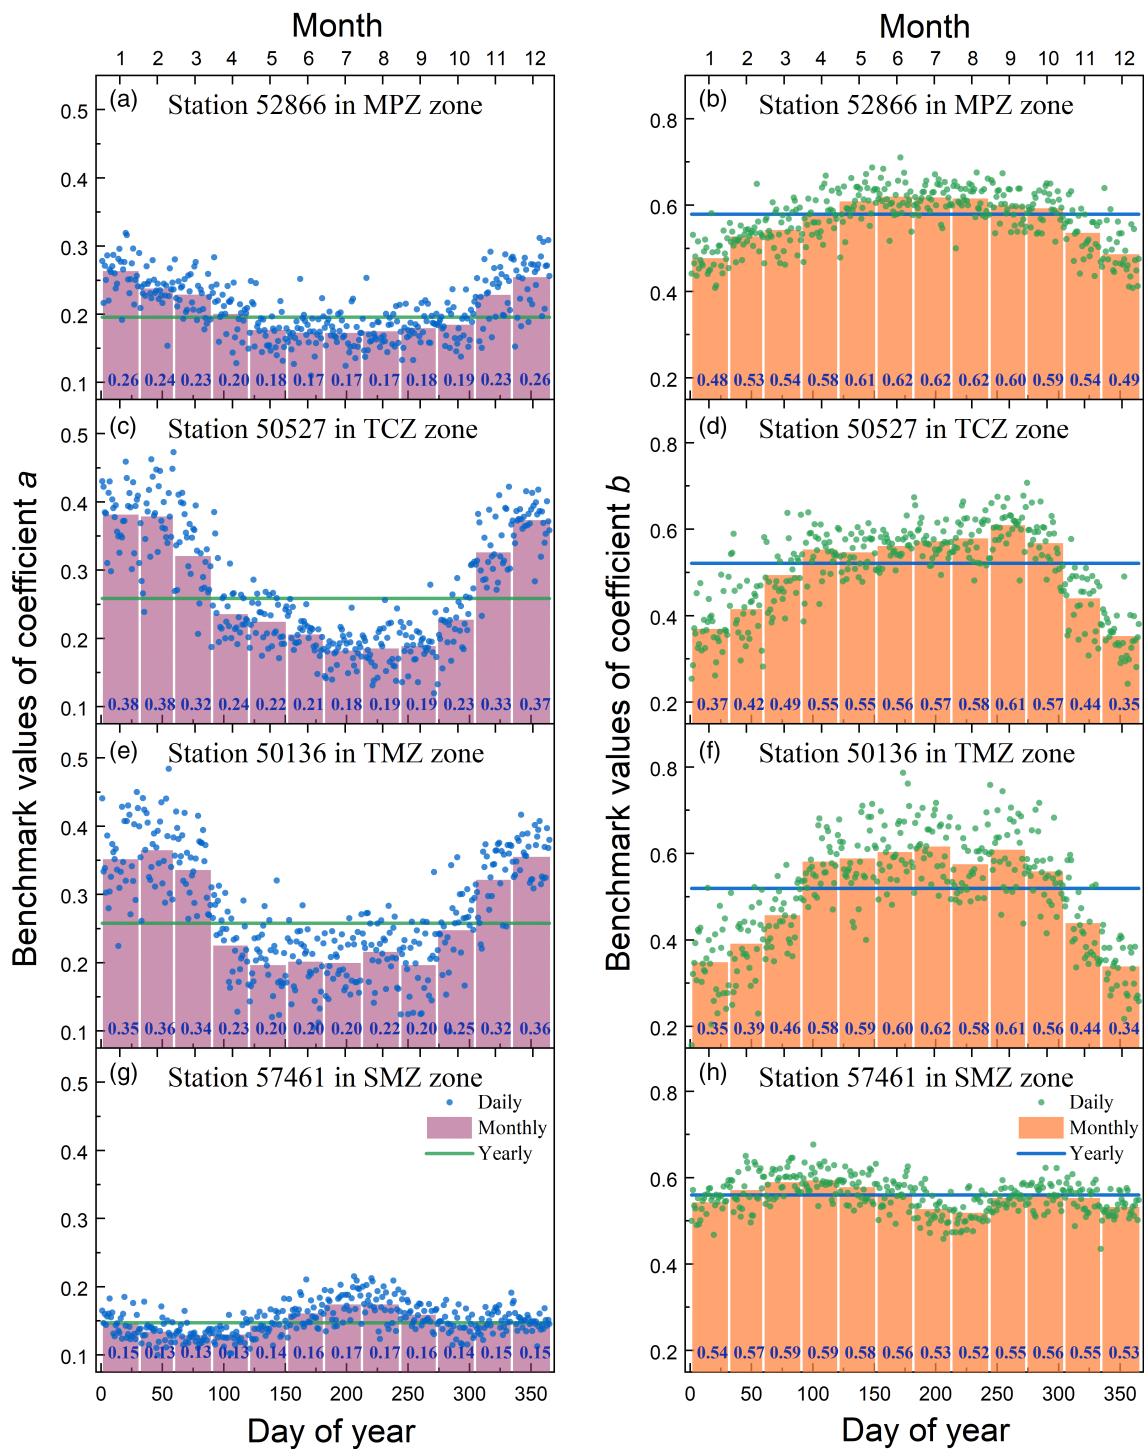 Month
1 2 3 4 5 6 7 8 9 10 11 12
Month
1 2 3 4 5 6 7 8 9 10 11 12
Benchmark values of coefficient a
Benchmark values of coefficient b
(a) Station 52866 in MPZ zone
0.5
0.4
0.3
0.2
0.1
0.26 0.24 0.23 0.20 0.18 0.17 0.17 0.17 0.18 0.19 0.23 0.26
(b) Station 52866 in MPZ zone
0.8
0.6
0.4
0.2
0.48 0.53 0.54 0.58 0.61 0.62 0.62 0.62 0.60 0.59 0.54 0.49
(c) Station 50527 in TCZ zone
0.5
0.4
0.3
0.2
0.1
0.38 0.38 0.32 0.24 0.22 0.21 0.18 0.19 0.19 0.23 0.33 0.37
(d) Station 50527 in TCZ zone
0.8
0.6
0.4
0.2
0.37 0.42 0.49 0.55 0.55 0.56 0.57 0.58 0.61 0.57 0.44 0.35
(e) Station 50136 in TMZ zone
0.5
0.4
0.3
0.2
0.1
0.35 0.36 0.34 0.23 0.20 0.20 0.20 0.22 0.20 0.25 0.32 0.36
(f) Station 50136 in TMZ zone
0.8
0.6
0.4
0.2
0.35 0.39 0.46 0.58 0.59 0.60 0.62 0.58 0.61 0.56 0.44 0.34
(g) Station 57461 in SMZ zone
Daily
Monthly
Yearly
0.5
0.4
0.3
0.2
0.1
0.15 0.13 0.13 0.13 0.14 0.16 0.17 0.17 0.16 0.14 0.15 0.15
0 50 100 150 200 250 300 350
Day of year
(h) Station 57461 in SMZ zone
Daily
Monthly
Yearly
0.8
0.6
0.4
0.2
0.54 0.57 0.59 0.59 0.58 0.56 0.53 0.52 0.55 0.56 0.55 0.53
0 50 100 150 200 250 300 350
Day of year